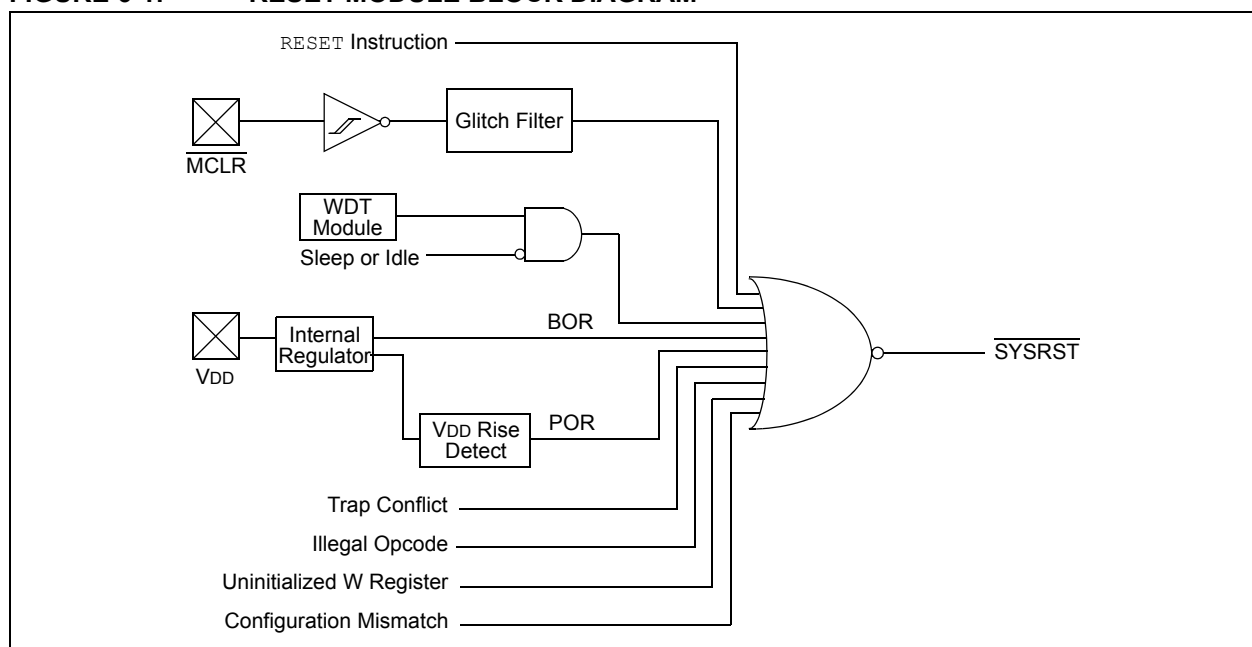 RESET Instruction
MCLR
Glitch Filter
WDT
Module
Sleep or Idle
VDD
Internal
Regulator
BOR
VDD Rise
Detect
POR
SYSRST
Trap Conflict
Illegal Opcode
Uninitialized W Register
Configuration Mismatch